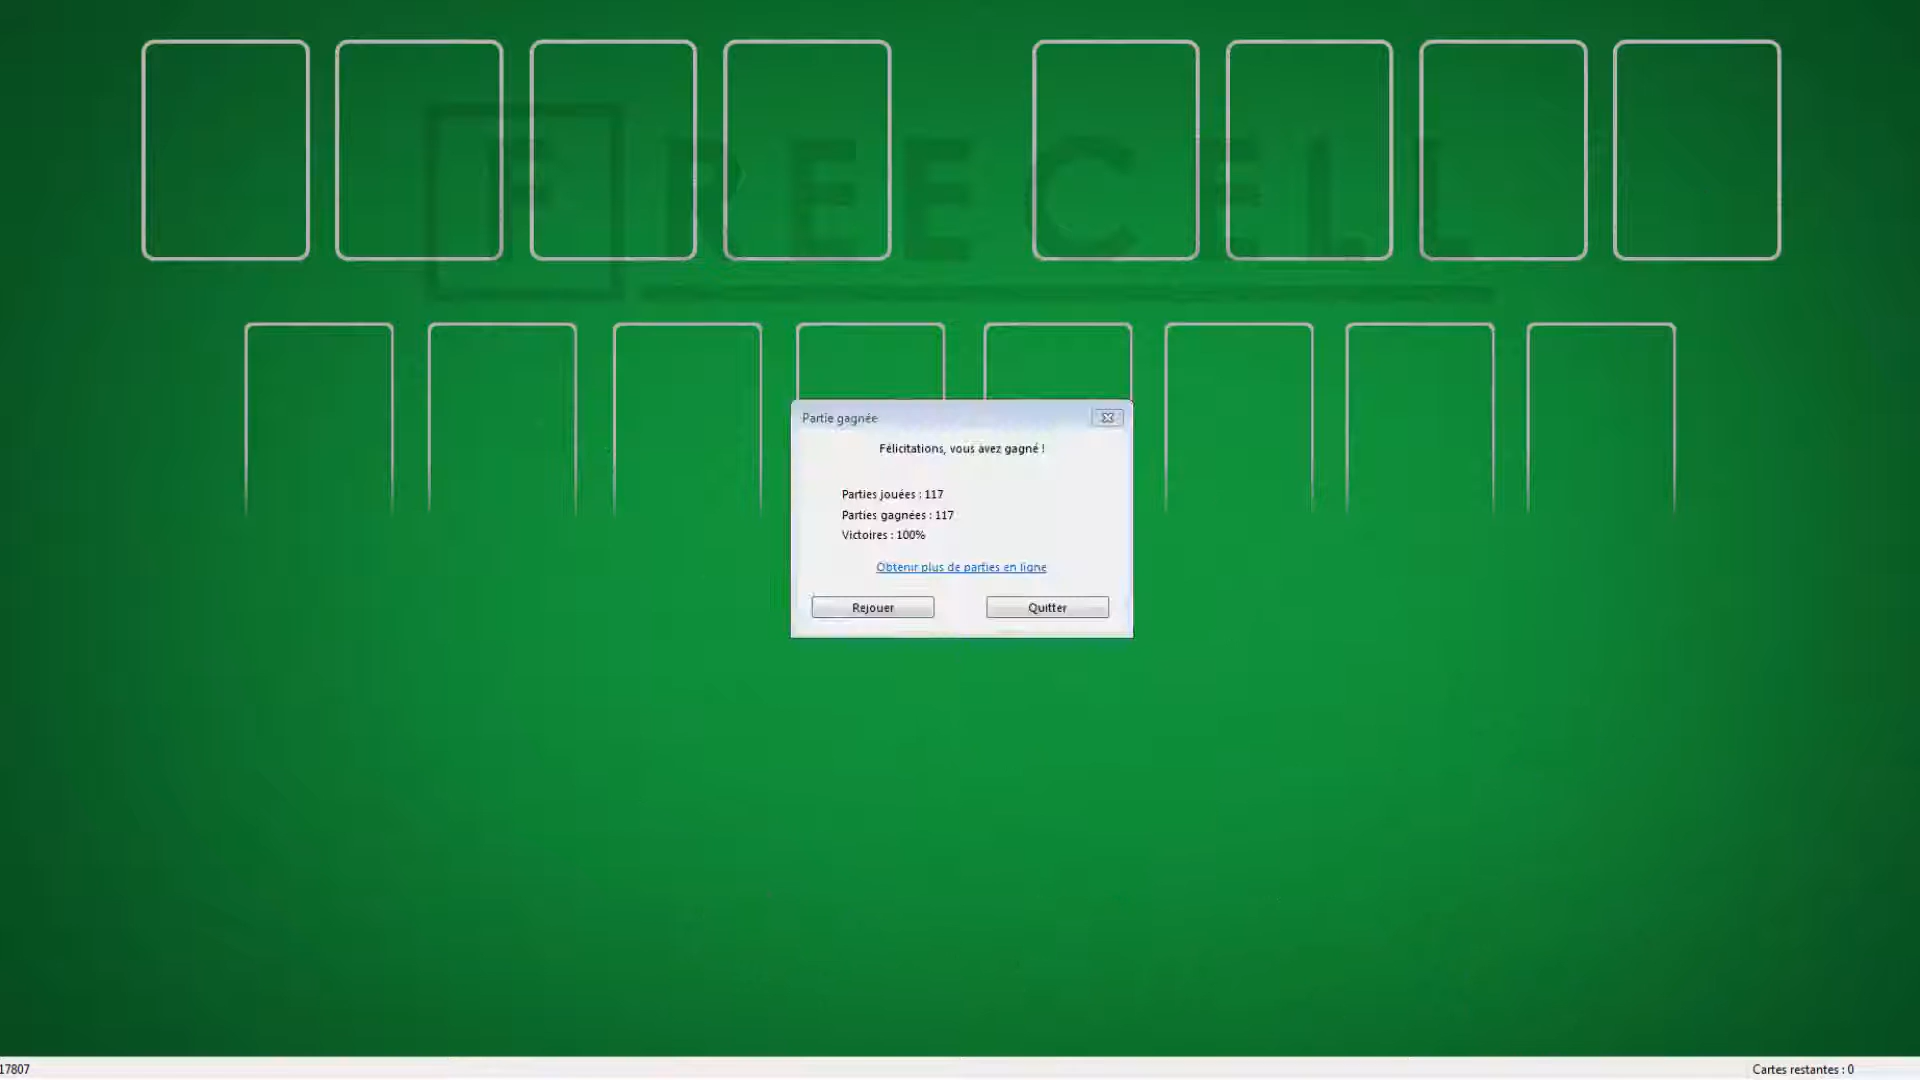 FREECELL
Partie gagnée
Félicitations, vous avez gagné !
Parties jouées : 117
Parties gagnées : 117
Victoires : 100%
Obtenir plus de parties en ligne
Rejouer
Quitter
17807
Cartes restantes : 0